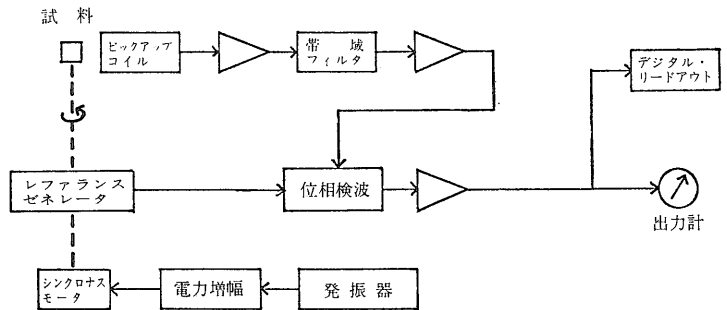 試料
ピックアップ
コイル
帯域
フィルタ
デジタル・
リードアウト
レファランス
ゼネレータ
位相検波
出力計
シンクロナス
モータ
電力増幅
発振器